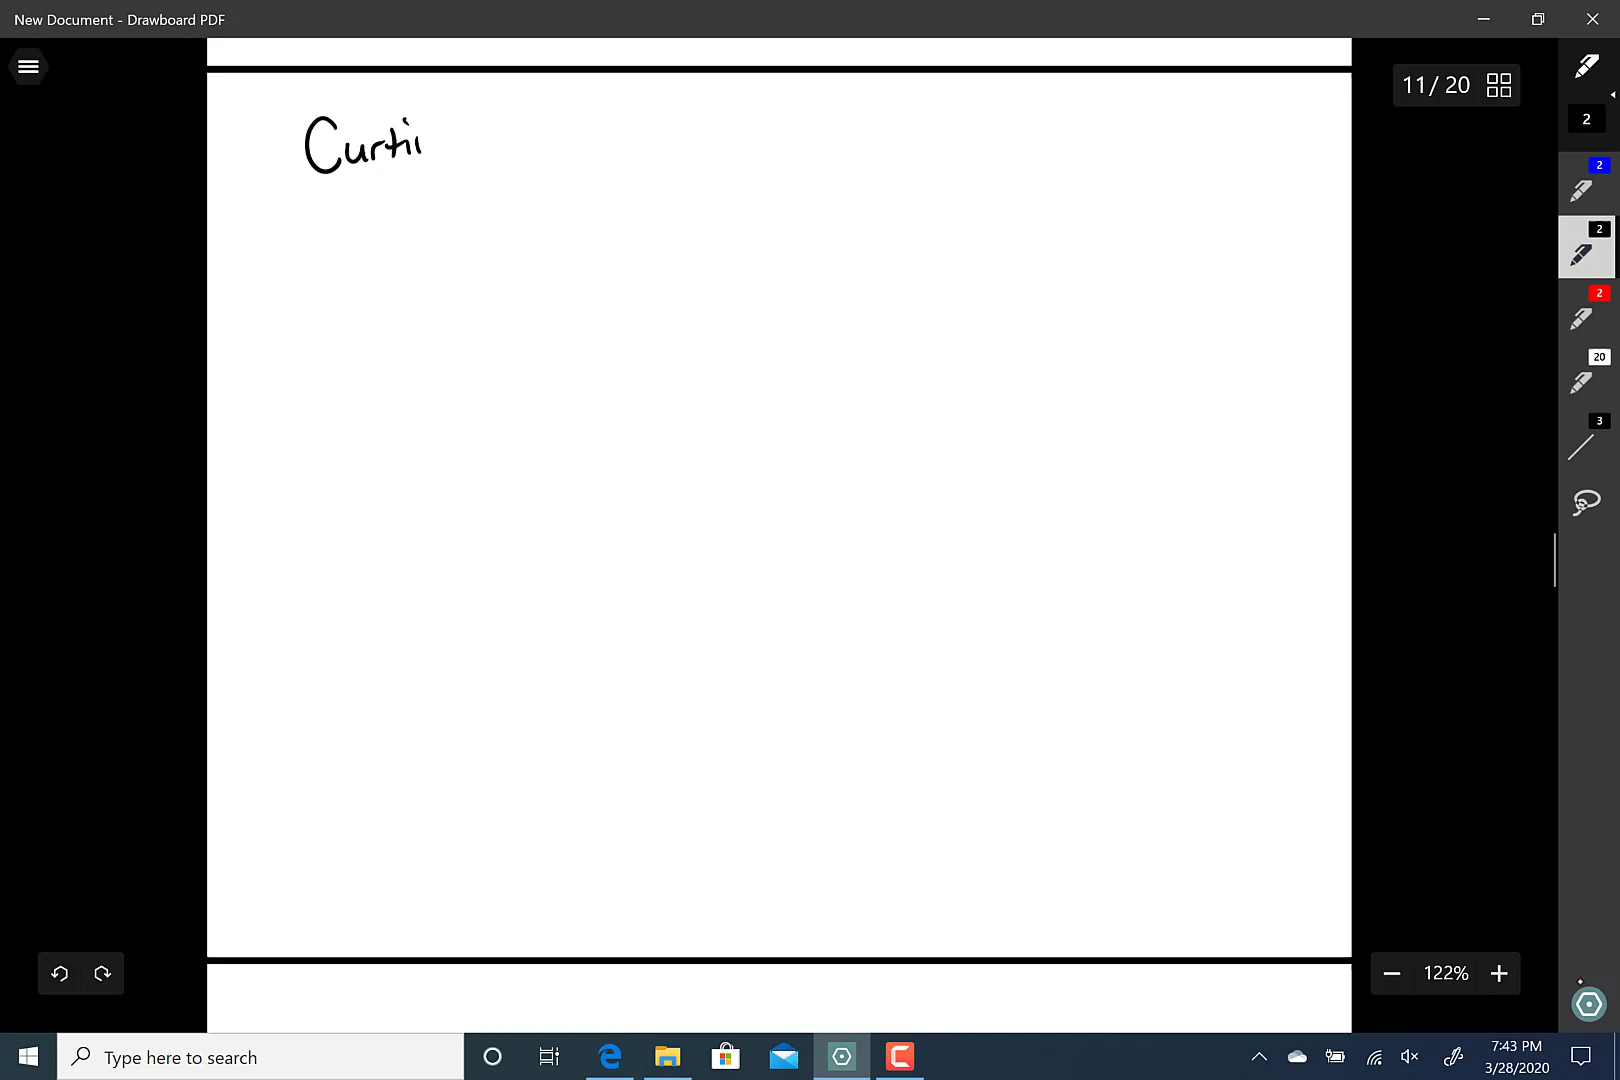 New Document - Drawboard PDF
11 / 20
2
2
2
2
20
3
Curtii
122%
Type here to search
7:43 PM
3/28/2020